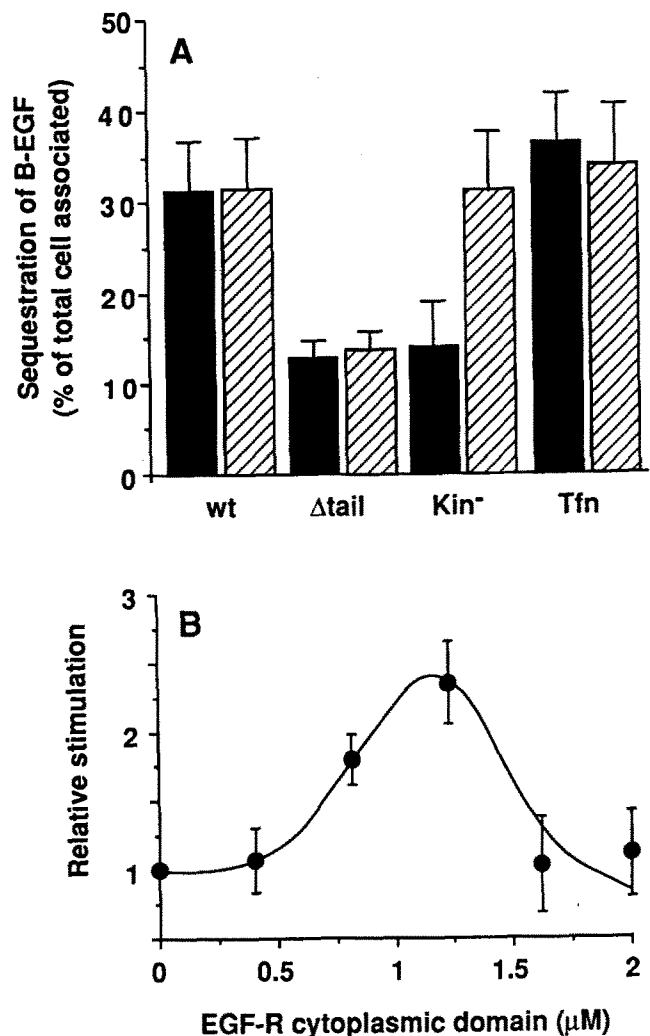 A
Sequestration of B-EGF
(% of total cell associated)
50
40
30
20
10
0
wt Δtail Kin⁻ Tfn
B
Relative stimulation
3
2
1
0 0.5 1 1.5 2
EGF-R cytoplasmic domain (μM)